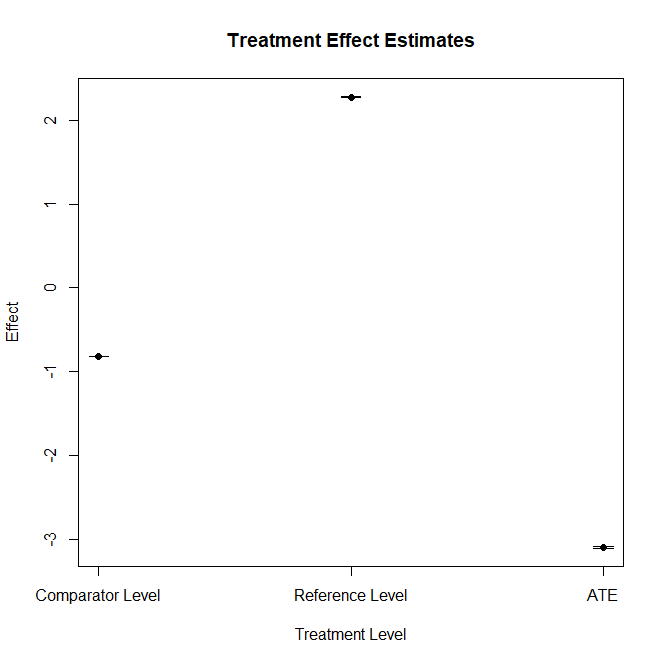 Treatment Effect Estimates
2
1
0
-1
-2
-3
Effect
Comparator Level
Reference Level
ATE
Treatment Level